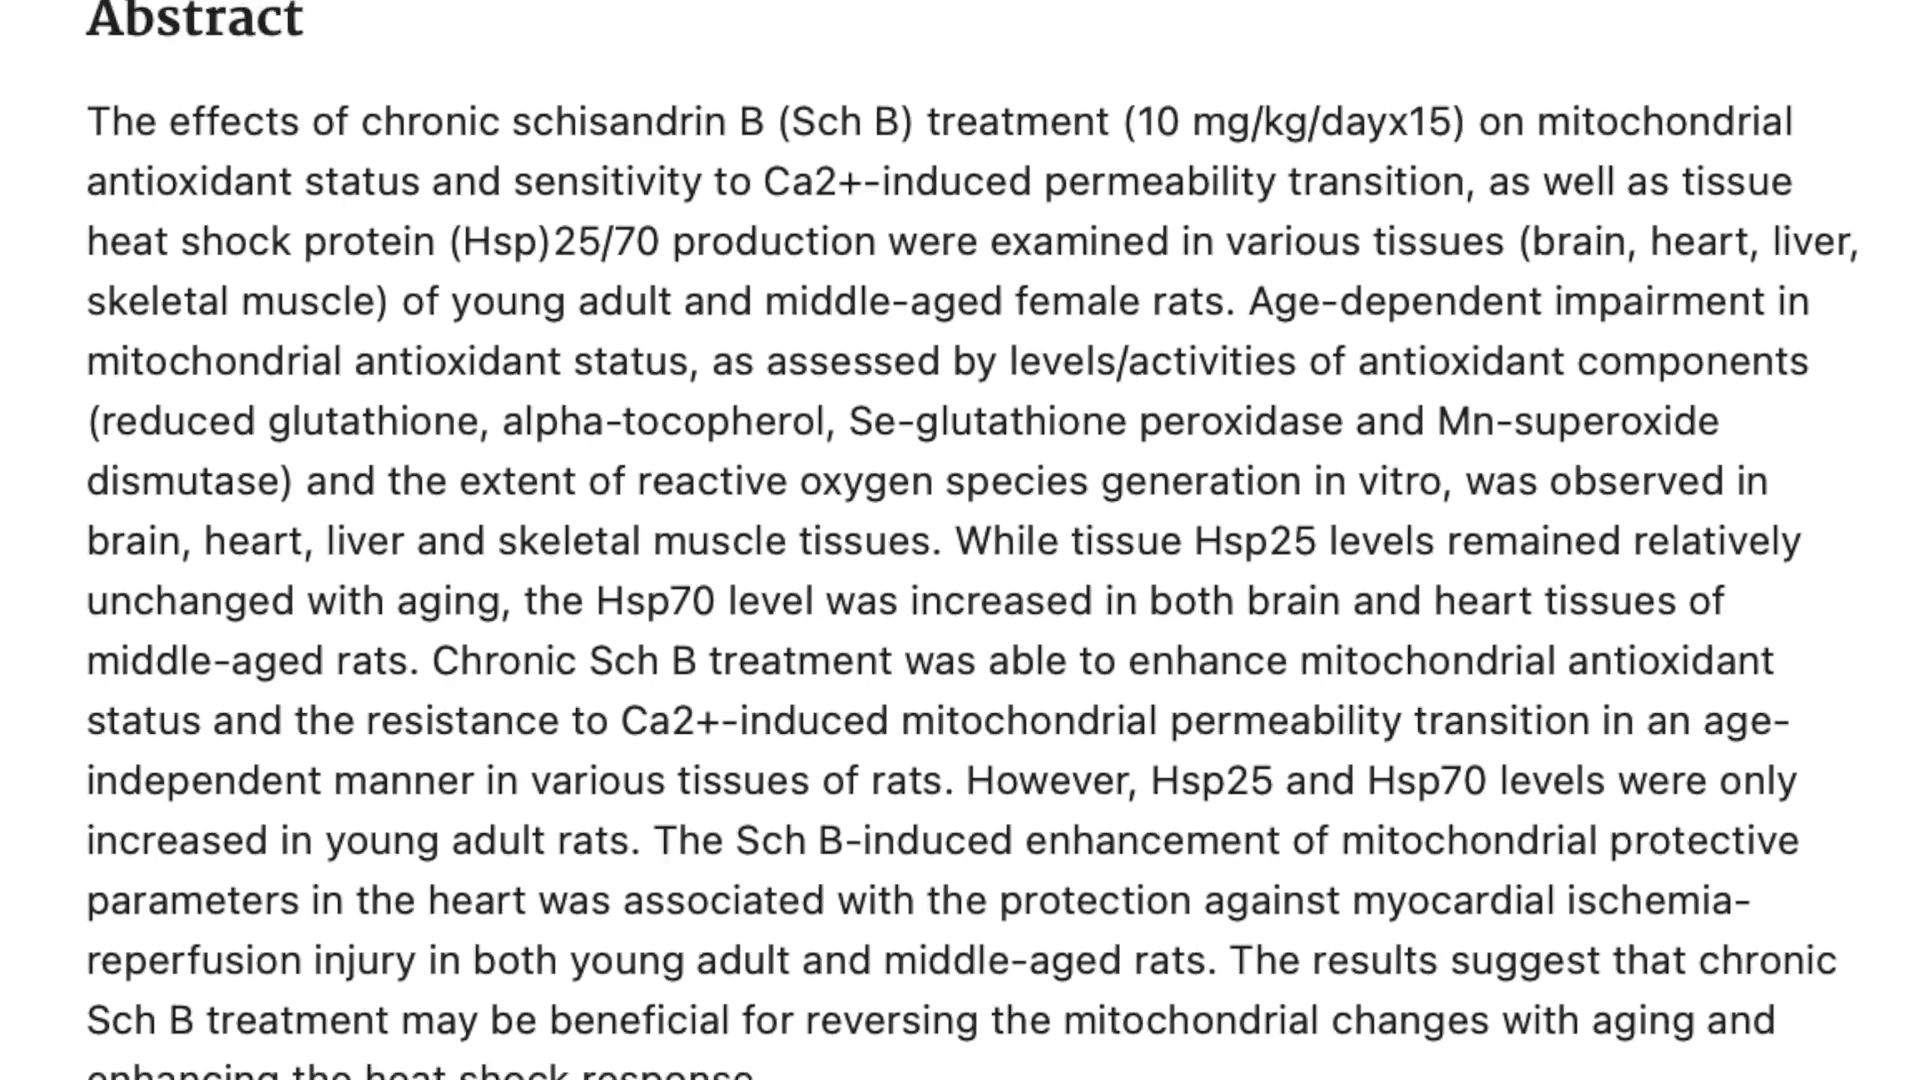 Abstract
The effects of chronic schisandrin B (Sch B) treatment (10 mg/kg/dayx15) on mitochondrial
antioxidant status and sensitivity to Ca2+-induced permeability transition, as well as tissue
heat shock protein (Hsp)25/70 production were examined in various tissues (brain, heart, liver,
skeletal muscle) of young adult and middle-aged female rats. Age-dependent impairment in
mitochondrial antioxidant status, as assessed by levels/activities of antioxidant components
(reduced glutathione, alpha-tocopherol, Se-glutathione peroxidase and Mn-superoxide
dismutase) and the extent of reactive oxygen species generation in vitro, was observed in
brain, heart, liver and skeletal muscle tissues. While tissue Hsp25 levels remained relatively
unchanged with aging, the Hsp70 level was increased in both brain and heart tissues of
middle-aged rats. Chronic Sch B treatment was able to enhance mitochondrial antioxidant
status and the resistance to Ca2+-induced mitochondrial permeability transition in an age-
independent manner in various tissues of rats. However, Hsp25 and Hsp70 levels were only
increased in young adult rats. The Sch B-induced enhancement of mitochondrial protective
parameters in the heart was associated with the protection against myocardial ischemia-
reperfusion injury in both young adult and middle-aged rats. The results suggest that chronic
Sch B treatment may be beneficial for reversing the mitochondrial changes with aging and
enhancing the heat shock response.